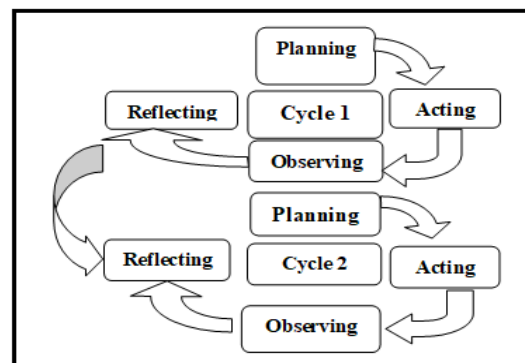 Planning
Reflecting
Cycle 1
Acting
Observing
Planning
Reflecting
Cycle 2
Acting
Observing